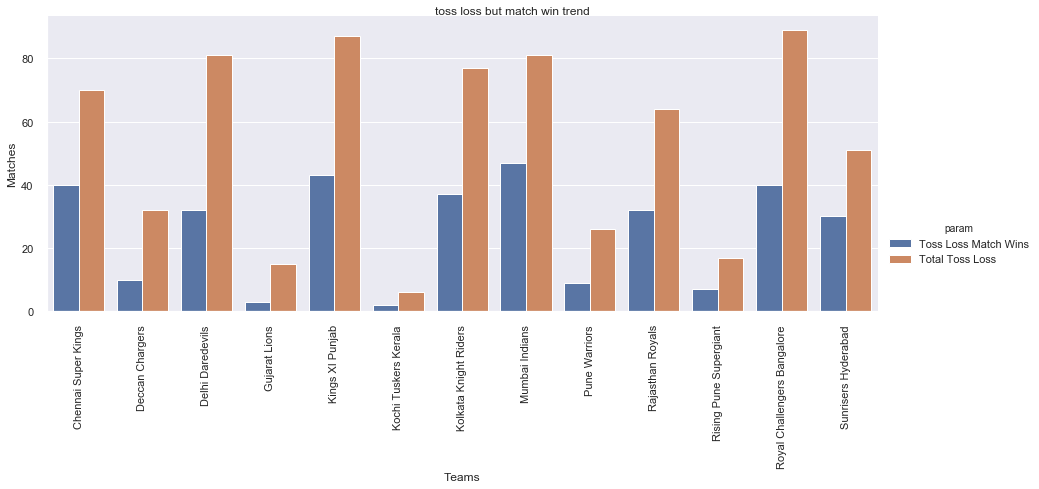 toss loss but match win trend
Matches
80
60
40
20
0
Chennai Super Kings
Deccan Chargers
Delhi Daredevils
Gujarat Lions
Kings XI Punjab
Kochi Tuskers Kerala
Kolkata Knight Riders
Mumbai Indians
Pune Warriors
Rajasthan Royals
Rising Pune Supergiant
Royal Challengers Bangalore
Sunrisers Hyderabad
Teams
param
Toss Loss Match Wins
Total Toss Loss